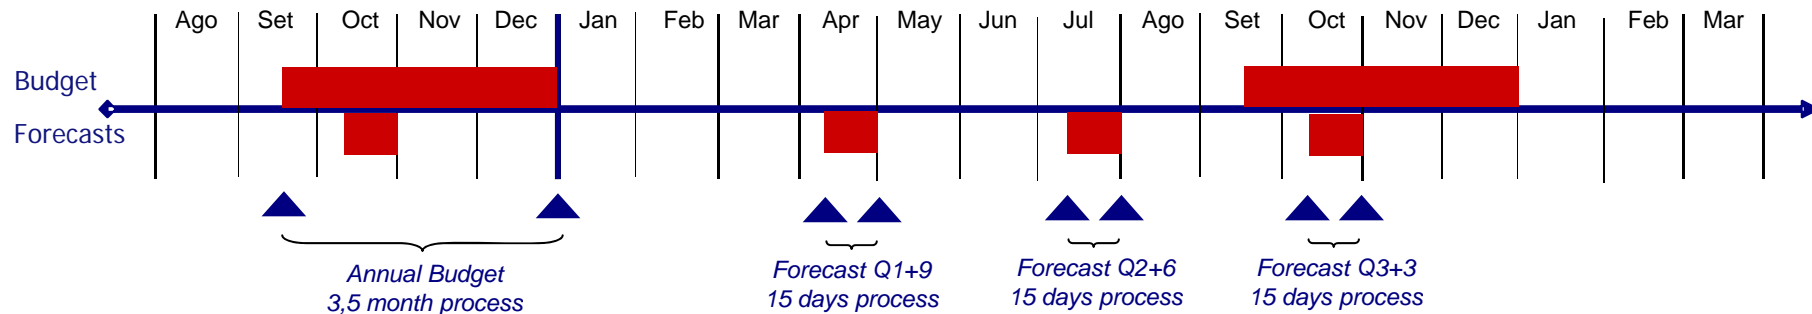 Ago Set Oct Nov Dec Jan Feb Mar Apr May Jun Jul Ago Set Oct Nov Dec Jan Feb Mar
Budget
Forecasts
Annual Budget
3,5 month process
Forecast Q1+9
15 days process
Forecast Q2+6
15 days process
Forecast Q3+3
15 days process